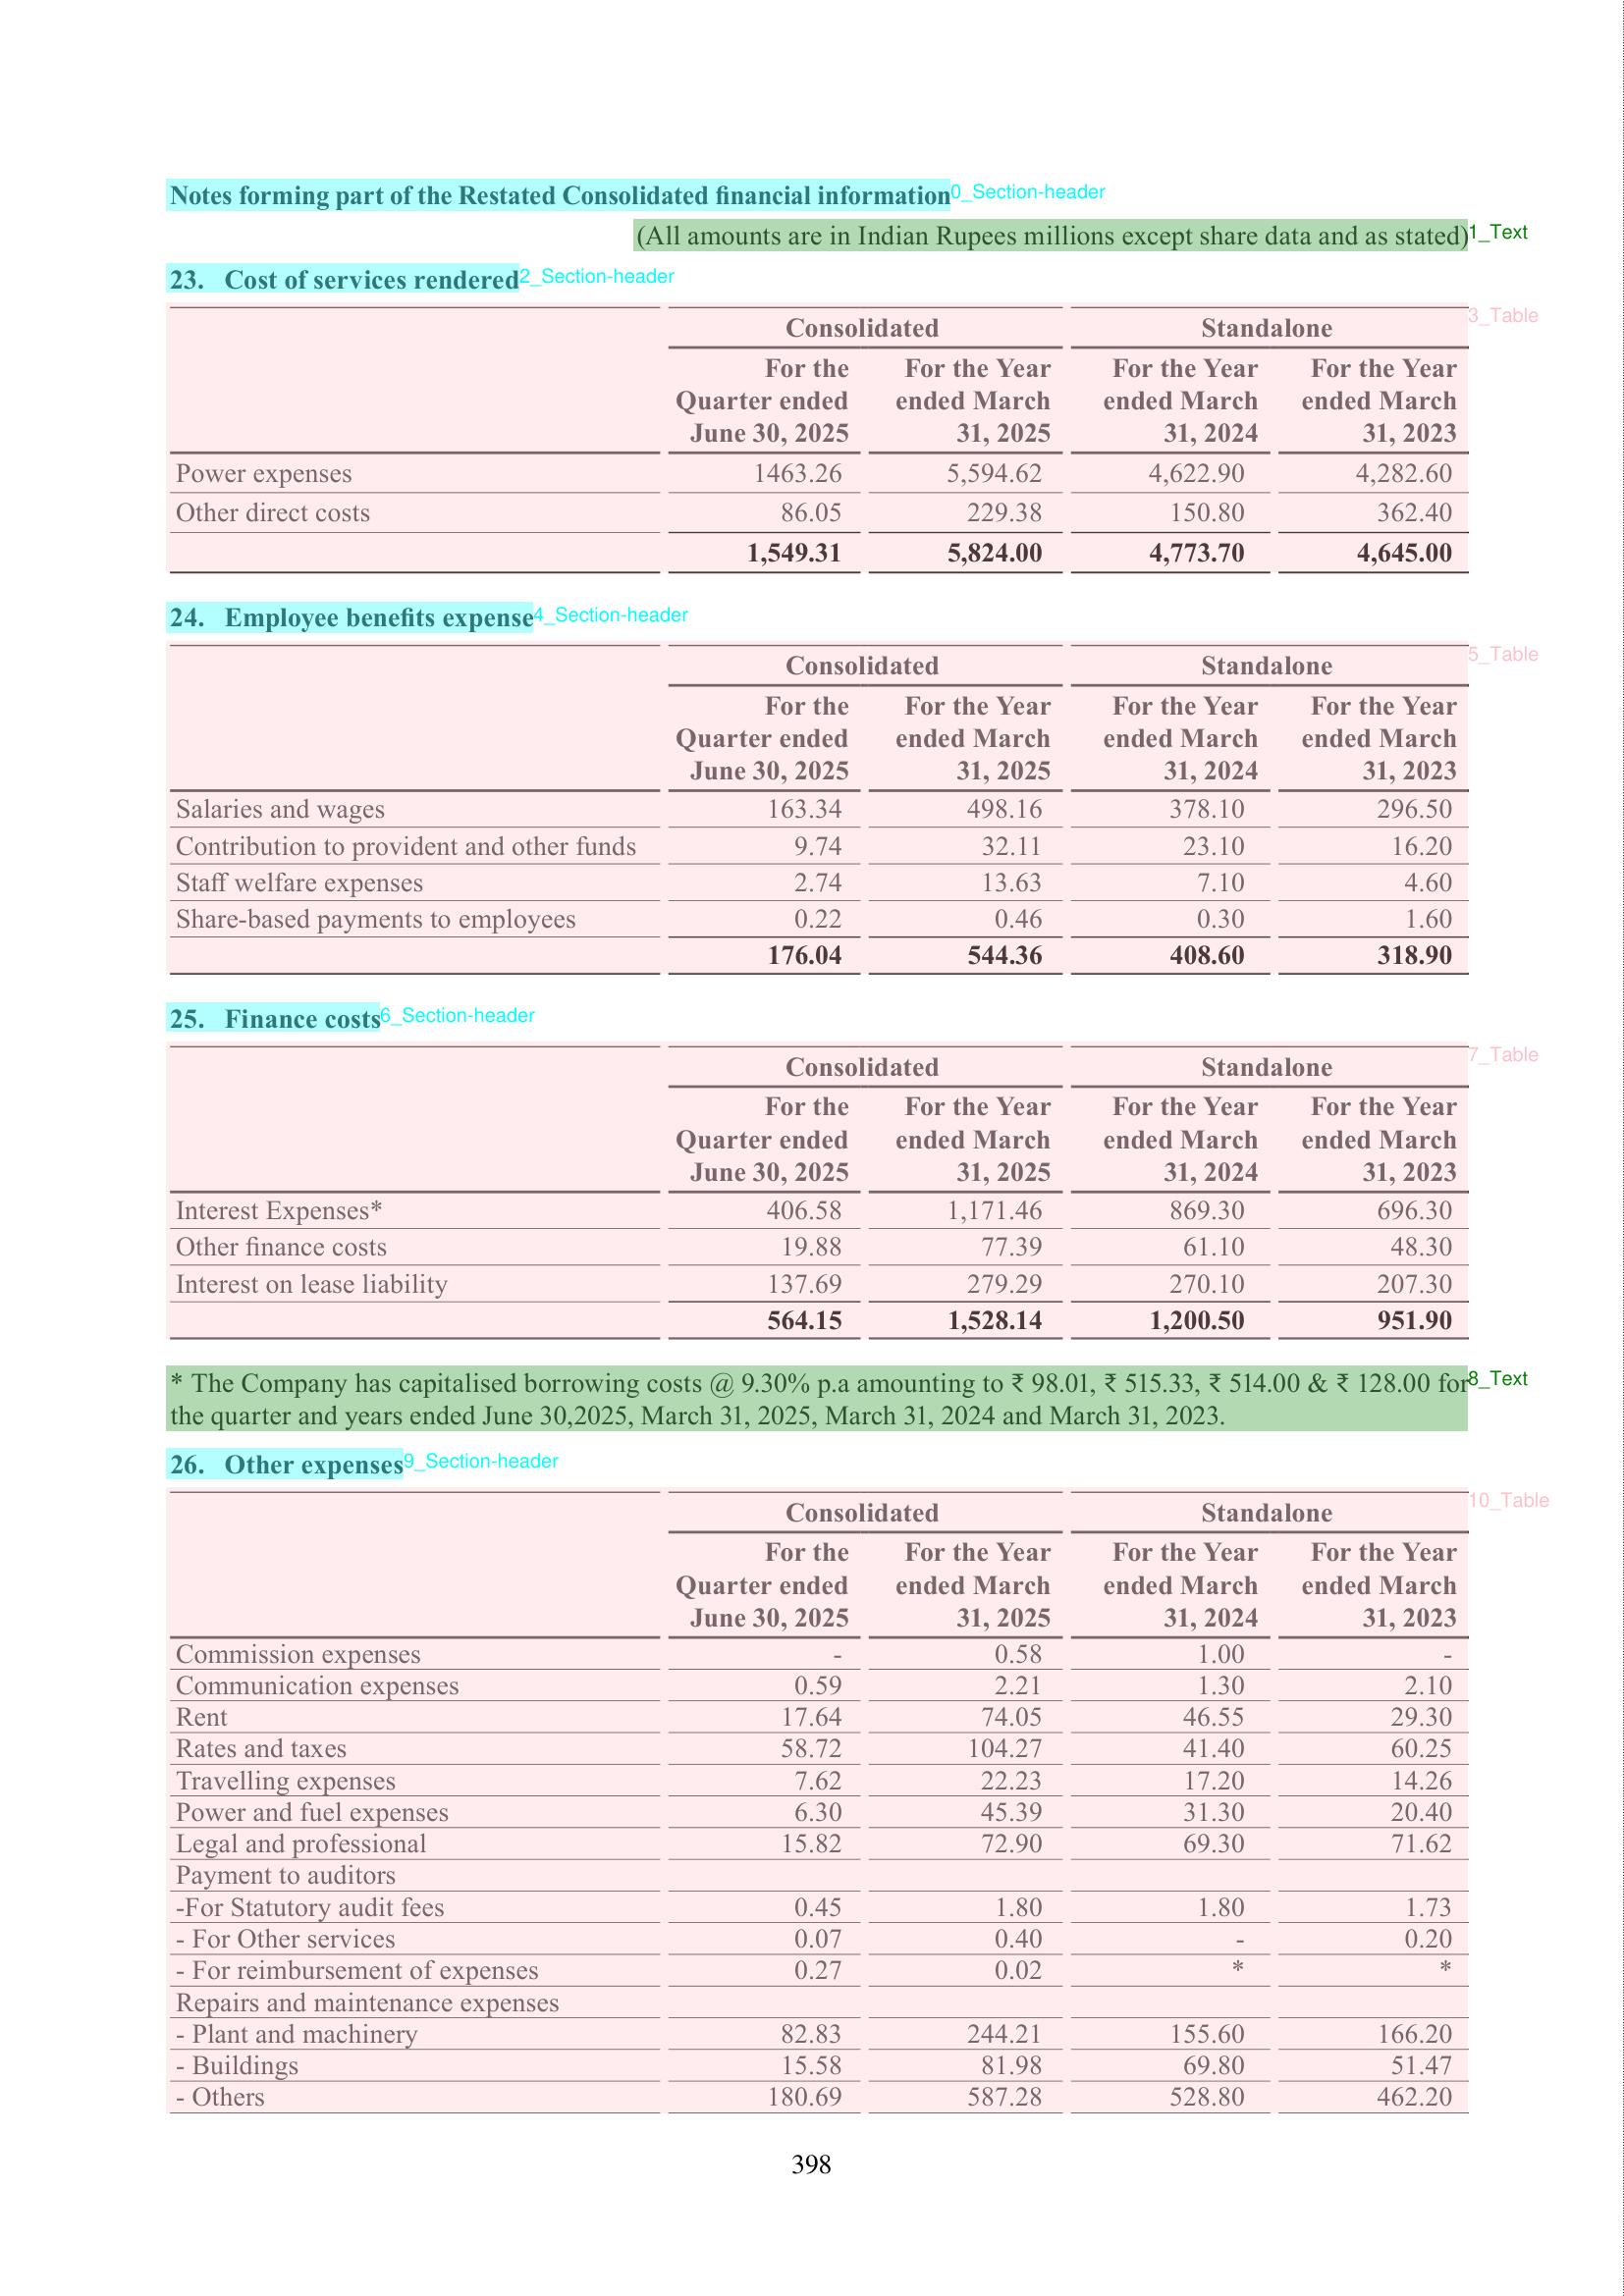 Notes forming part of the Restated Consolidated financial information 0_Section-header
(All amounts are in Indian Rupees millions except share data and as stated) 1_Text
23. Cost of services rendered 2_Section-header
3_Table
Consolidated Standalone
For the For the Year For the Year For the Year
Quarter ended ended March ended March ended March
June 30, 2025 31, 2025 31, 2024 31, 2023
Power expenses 1463.26 5,594.62 4,622.90 4,282.60
Other direct costs 86.05 229.38 150.80 362.40
1,549.31 5,824.00 4,773.70 4,645.00
24. Employee benefits expense 4_Section-header
5_Table
Consolidated Standalone
For the For the Year For the Year For the Year
Quarter ended ended March ended March ended March
June 30, 2025 31, 2025 31, 2024 31, 2023
Salaries and wages 163.34 498.16 378.10 296.50
Contribution to provident and other funds 9.74 32.11 23.10 16.20
Staff welfare expenses 2.74 13.63 7.10 4.60
Share-based payments to employees 0.22 0.46 0.30 1.60
176.04 544.36 408.60 318.90
25. Finance costs 6_Section-header
7_Table
Consolidated Standalone
For the For the Year For the Year For the Year
Quarter ended ended March ended March ended March
June 30, 2025 31, 2025 31, 2024 31, 2023
Interest Expenses* 406.58 1,171.46 869.30 696.30
Other finance costs 19.88 77.39 61.10 48.30
Interest on lease liability 137.69 279.29 270.10 207.30
564.15 1,528.14 1,200.50 951.90
* The Company has capitalised borrowing costs @ 9.30% p.a amounting to ₹ 98.01, ₹ 515.33, ₹ 514.00 & ₹ 128.00 for 8_Text
the quarter and years ended June 30,2025, March 31, 2025, March 31, 2024 and March 31, 2023.
26. Other expenses 9_Section-header
10_Table
Consolidated Standalone
For the For the Year For the Year For the Year
Quarter ended ended March ended March ended March
June 30, 2025 31, 2025 31, 2024 31, 2023
Commission expenses - 0.58 1.00 -
Communication expenses 0.59 2.21 1.30 2.10
Rent 17.64 74.05 46.55 29.30
Rates and taxes 58.72 104.27 41.40 60.25
Travelling expenses 7.62 22.23 17.20 14.26
Power and fuel expenses 6.30 45.39 31.30 20.40
Legal and professional 15.82 72.90 69.30 71.62
Payment to auditors
-For Statutory audit fees 0.45 1.80 1.80 1.73
- For Other services 0.07 0.40 - 0.20
- For reimbursement of expenses 0.27 0.02 * *
Repairs and maintenance expenses
- Plant and machinery 82.83 244.21 155.60 166.20
- Buildings 15.58 81.98 69.80 51.47
- Others 180.69 587.28 528.80 462.20
398